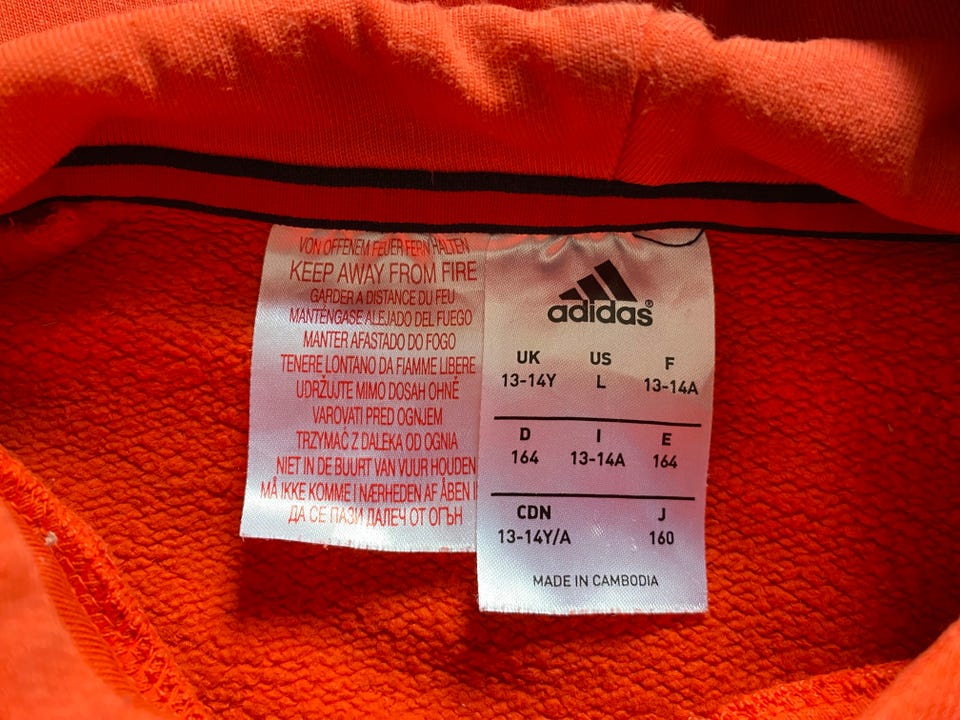 VON OFFENEM FEUER FERN HALTEN
KEEP AWAY FROM FIRE
GARDER A DISTANCE DU FEU
MANTÉNGASE ALEJADO DEL FUEGO
MANTER AFASTADO DO FOGO
TENERE LONTANO DA FIAMME LIBERE
UDRŽUJTE MIMO DOSAH OHNĚ
VAROVATI PRED OGNJEM
TRZYMAĆ Z DALEKA OD OGNIA
NIET IN DE BUURT VAN VUUR HOUDEN
MÅ IKKE KOMME I NÆRHEDEN AF ÅBEN
ДА СЕ ПАЗИ ДАЛЕЧ ОТ ОГЪН
adidas®
UK US F
13-14Y L 13-14A
D I E
164 13-14A 164
CDN J
13-14Y/A 160
MADE IN CAMBODIA